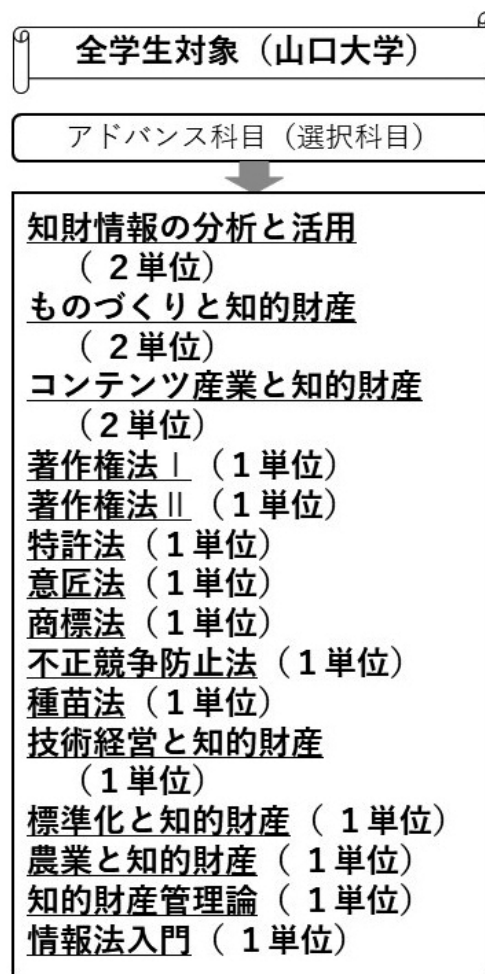 全学生対象（山口大学）
アドバンス科目（選択科目）
知財情報の分析と活用
（２単位）
ものづくりと知的財産
（２単位）
コンテンツ産業と知的財産
（２単位）
著作権法Ⅰ（１単位）
著作権法Ⅱ（１単位）
特許法（１単位）
意匠法（１単位）
商標法（１単位）
不正競争防止法（１単位）
種苗法（１単位）
技術経営と知的財産
（１単位）
標準化と知的財産（１単位）
農業と知的財産（１単位）
知的財産管理論（１単位）
情報法入門（１単位）